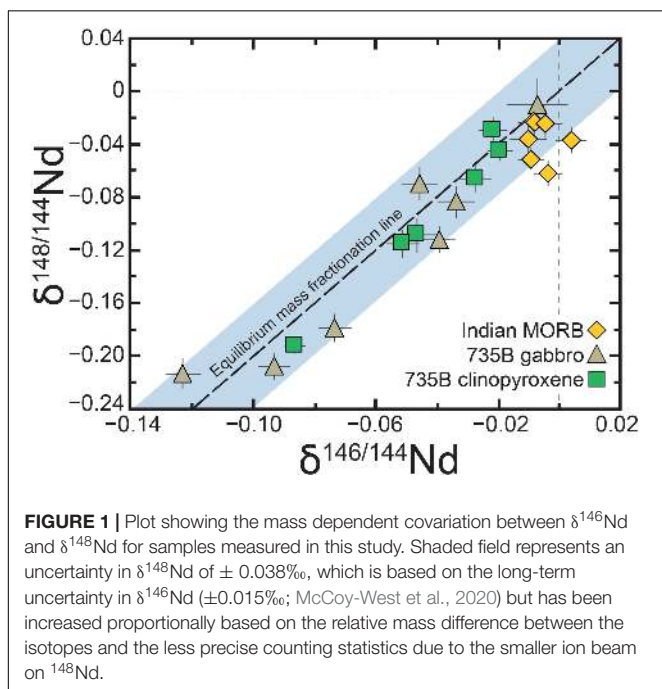 0.04
0
−0.04
−0.08
−0.12
−0.16
−0.20
−0.24
δ148/144Nd
Equilibrium mass fractionation line
Indian MORB
735B gabbro
735B clinopyroxene
−0.14
−0.10
−0.06
−0.02
0.02
δ146/144Nd
FIGURE 1 | Plot showing the mass dependent covariation between δ146Nd
and δ148Nd for samples measured in this study. Shaded field represents an
uncertainty in δ148Nd of ± 0.038‰, which is based on the long-term
uncertainty in δ146Nd (±0.015‰; McCoy-West et al., 2020) but has been
increased proportionally based on the relative mass difference between the
isotopes and the less precise counting statistics due to the smaller ion beam
on 148Nd.